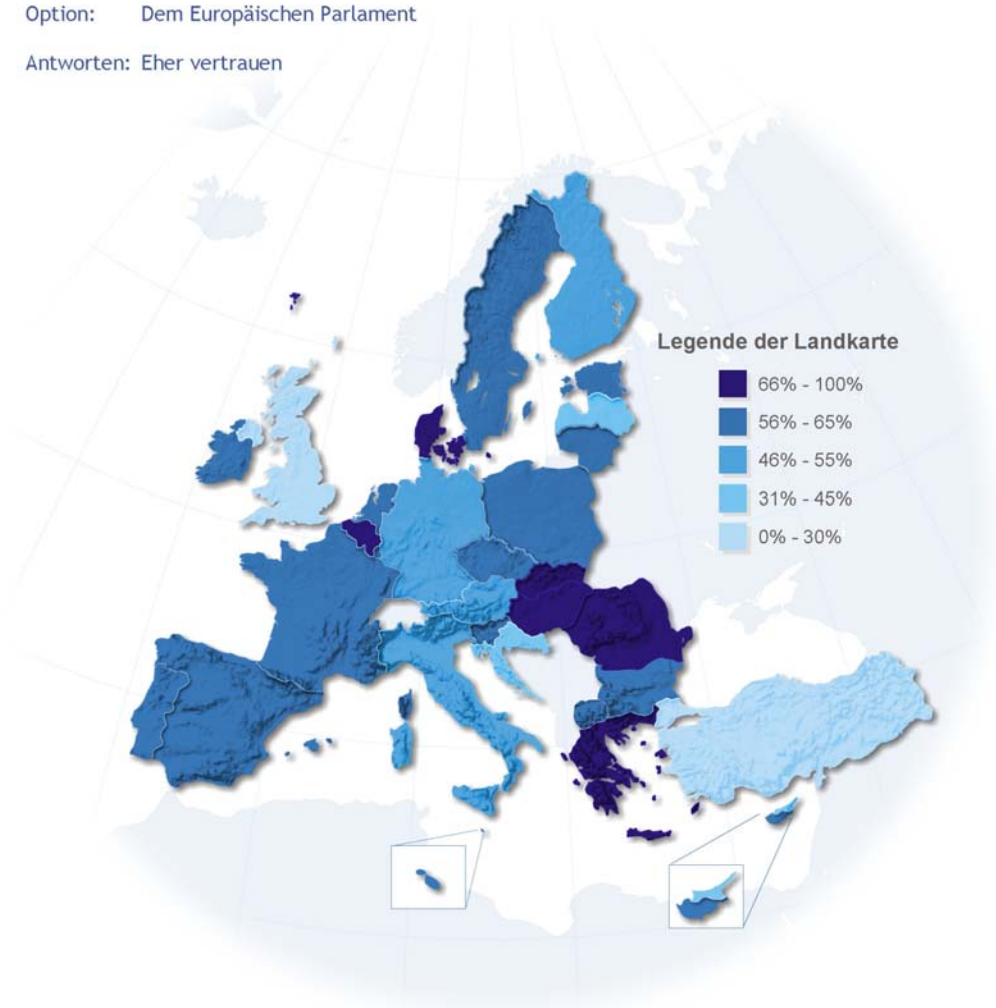 Option: Dem Europäischen Parlament
Antworten: Eher vertrauen
Legende der Landkarte
66% - 100%
56% - 65%
46% - 55%
31% - 45%
0% - 30%